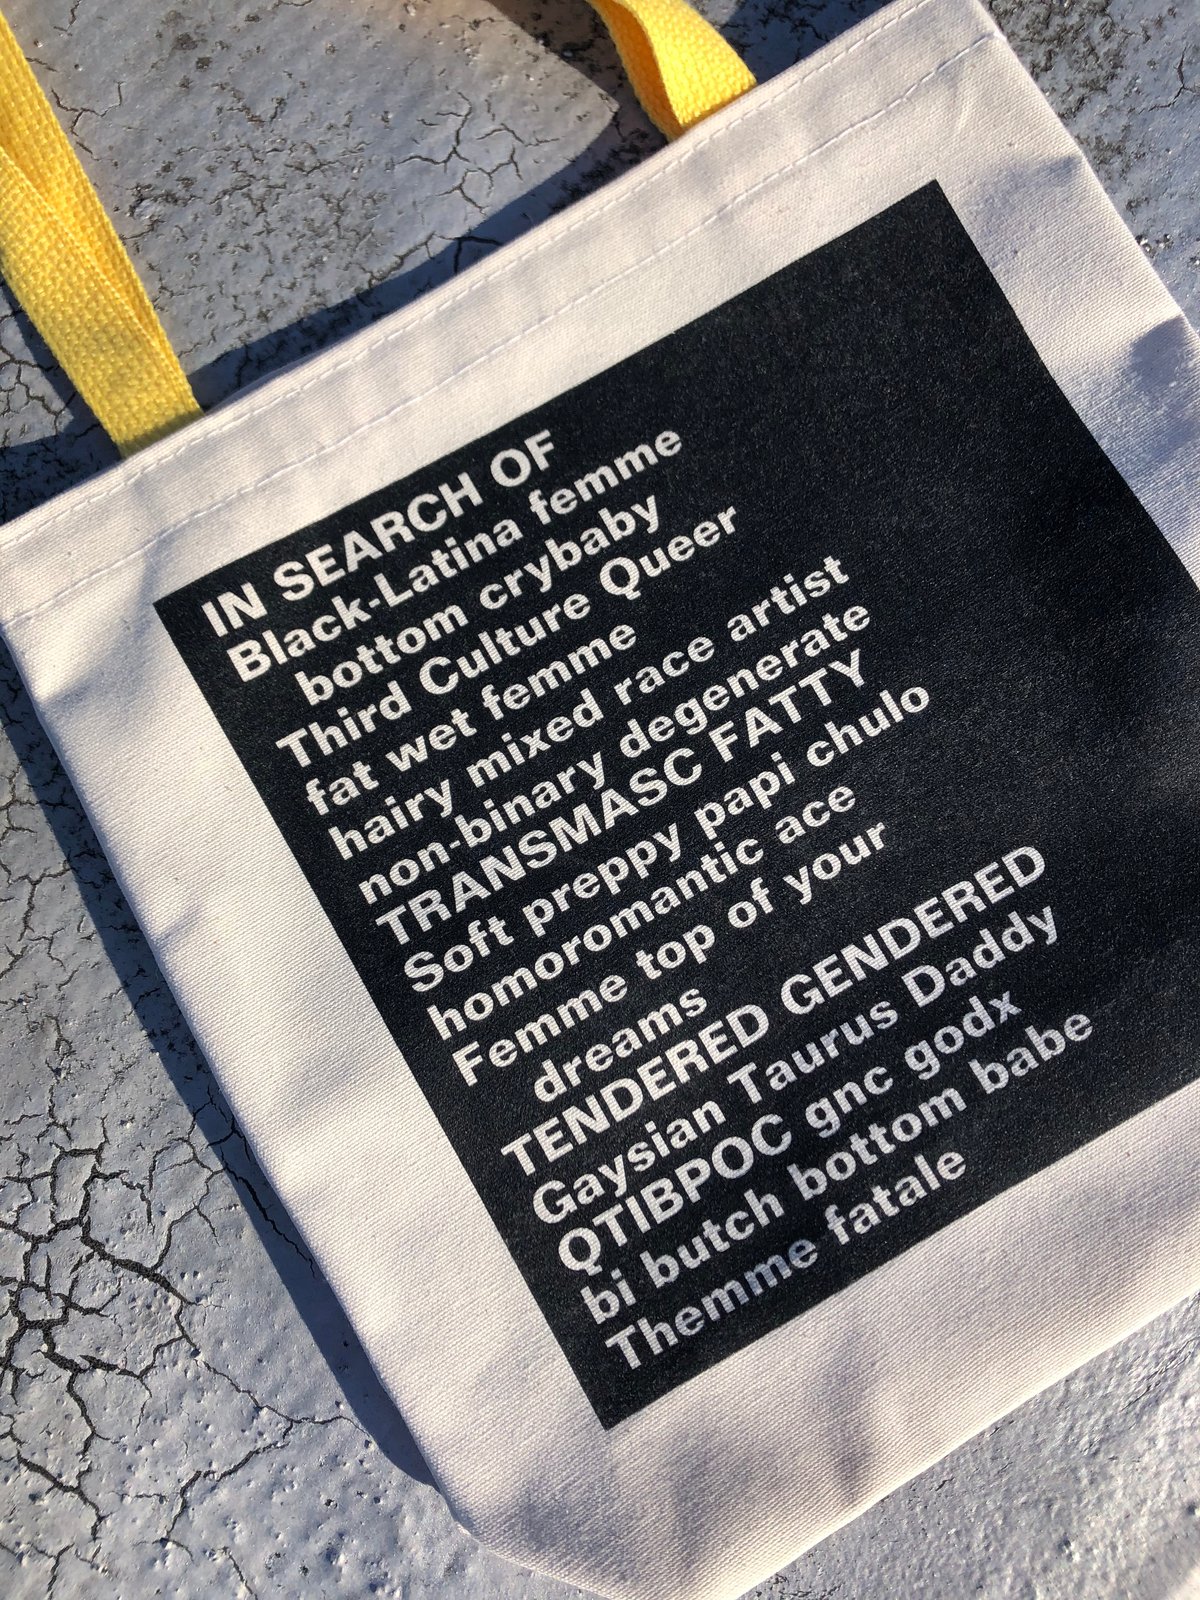 IN SEARCH OF
Black-Latina femme
bottom crybaby
Third Culture Queer
fat wet femme
hairy mixed race artist
non-binary degenerate
TRANSMASC FATTY
Soft preppy papi chulo
homoromantic ace
Femme top of your
dreams
TENDERED GENDERED
Gaysian Taurus Daddy
QTIBPOC gnc godx
bi butch bottom babe
Themme fatale